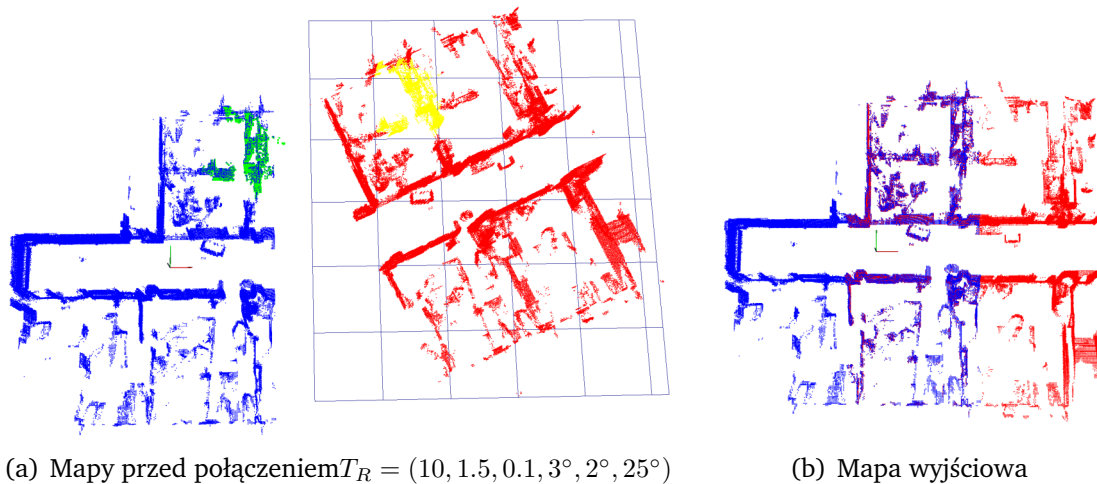 (a) Mapy przed połączeniem$T_R = (10, 1.5, 0.1, 3°, 2°, 25°)$
(b) Mapa wyjściowa